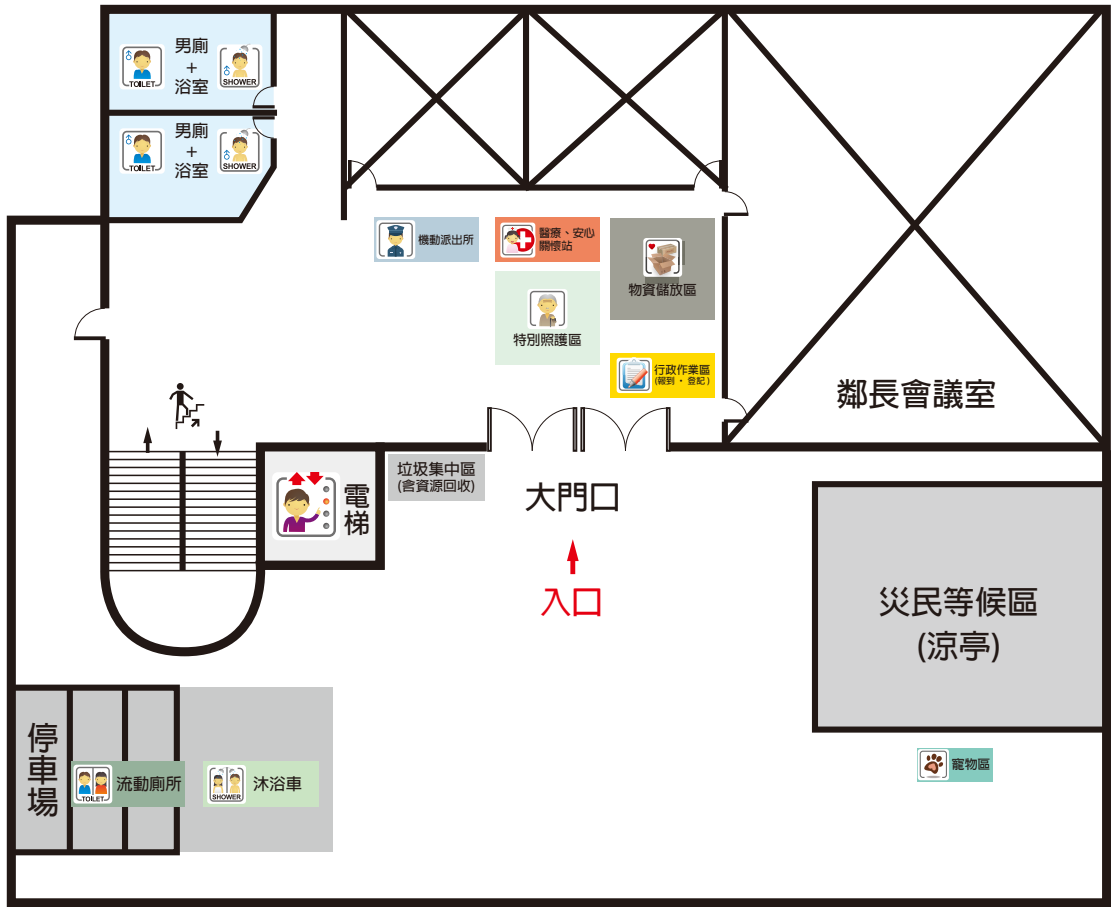 男廁
+
浴室
TOILET
SHOWER
男廁
+
浴室
TOILET
SHOWER
機動派出所
醫療、安心
關懷站
物資儲放區
特別照護區
行政作業區
(報到・登記)
鄰長會議室
電梯
垃圾集中區
(含資源回收)
大門口
入口
災民等候區
(涼亭)
停車場
TOILET
流動廁所
SHOWER
沐浴車
寵物區